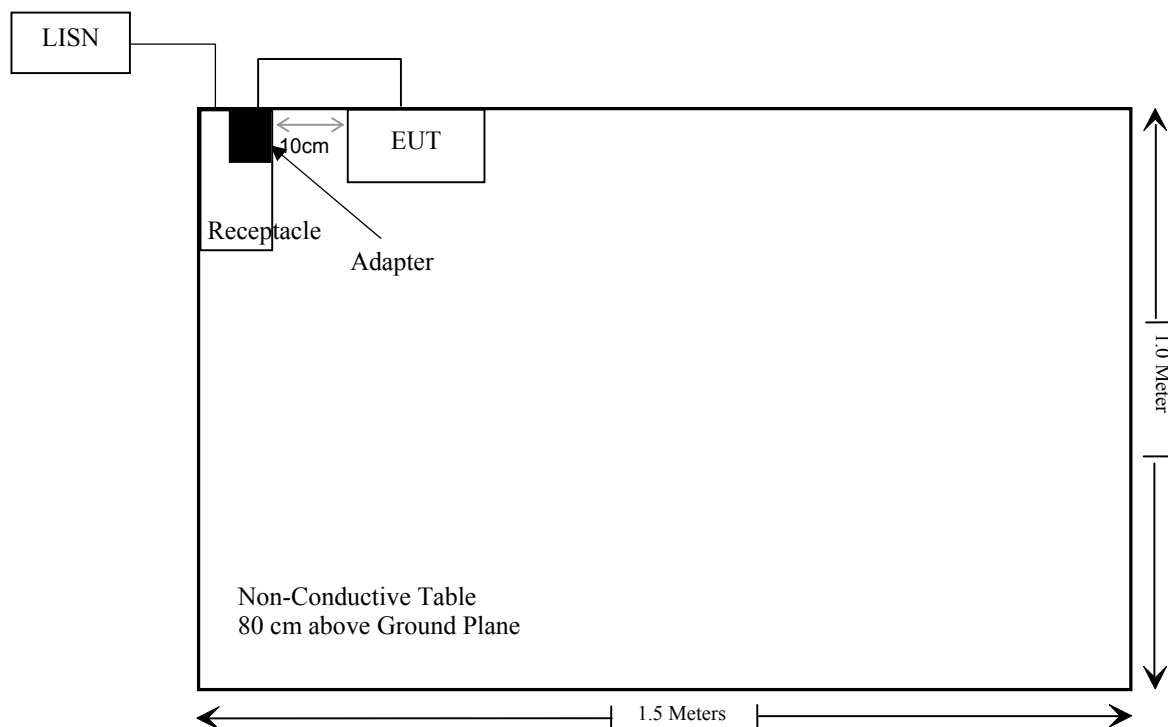 LISN
10cm
EUT
Receptacle
Adapter
1.0 Meter
Non-Conductive Table
80 cm above Ground Plane
1.5 Meters